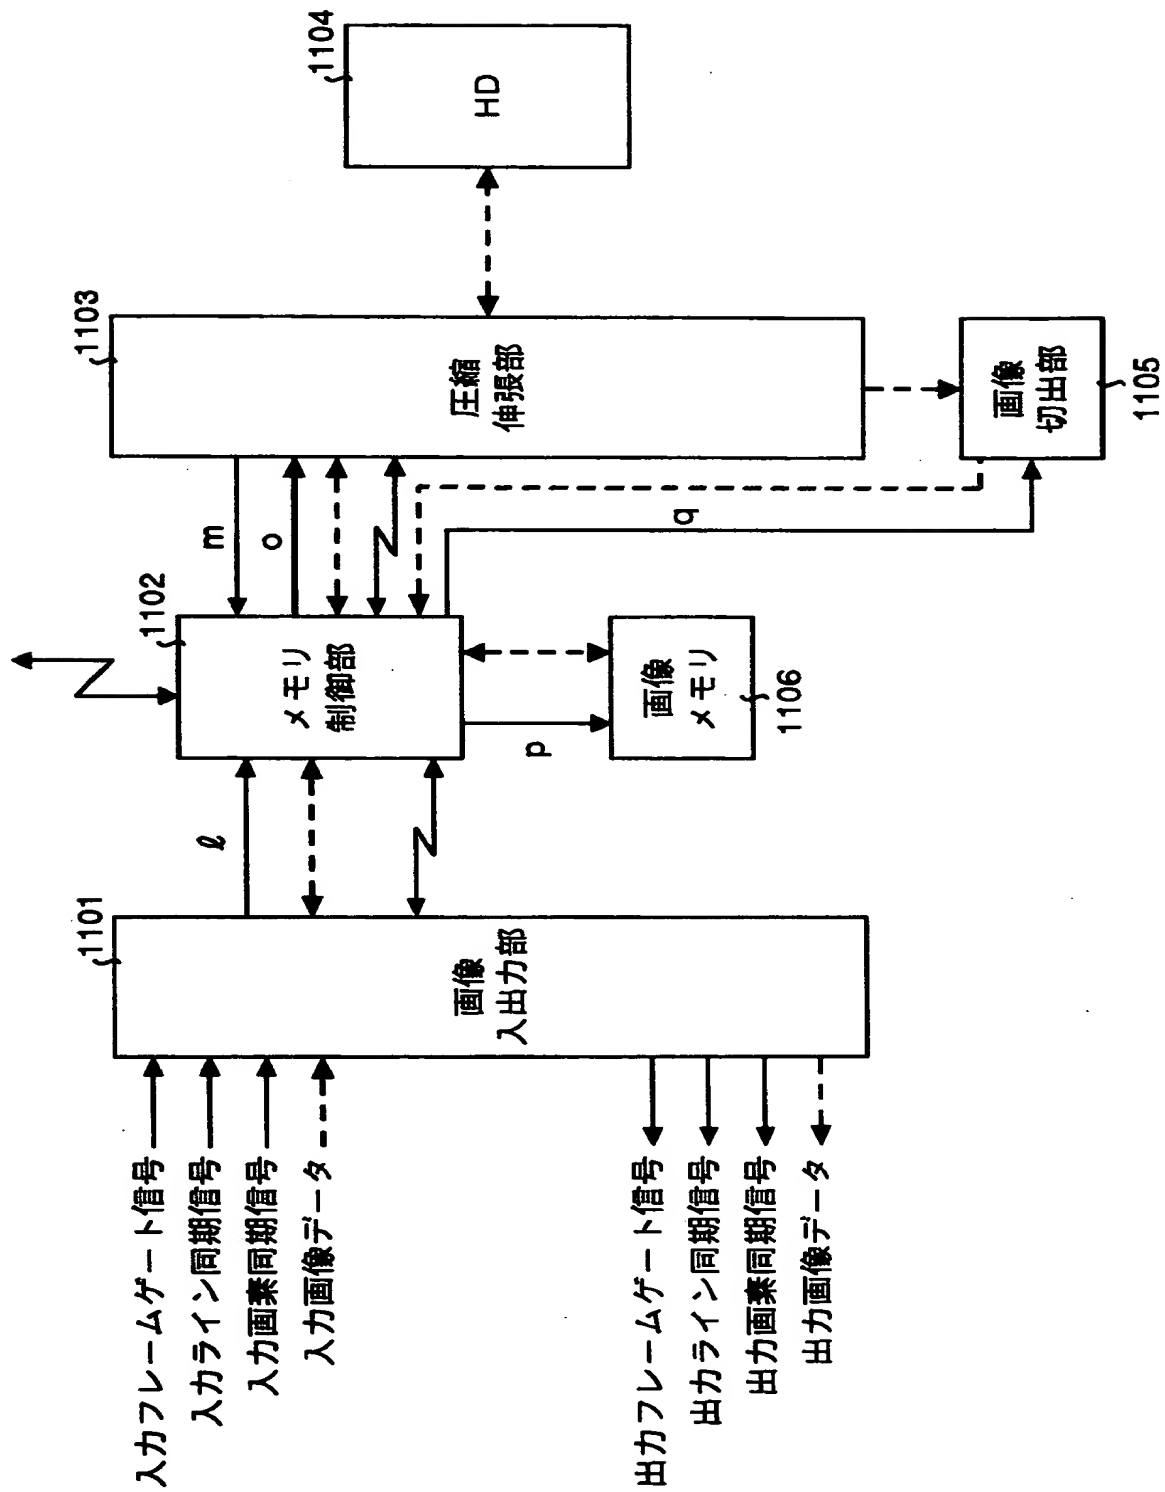 入力フレームゲート信号
入力ライン同期信号
入力画素同期信号
入力画像データ
出力フレームゲート信号
出力ライン同期信号
出力画素同期信号
出力画像データ
1101
画像
入出力部
ℓ
1102
メモリ
制御部
p
画像
メモリ
1106
m
o
q
1103
圧縮
伸張部
画像
切出部
1105
1104
HD